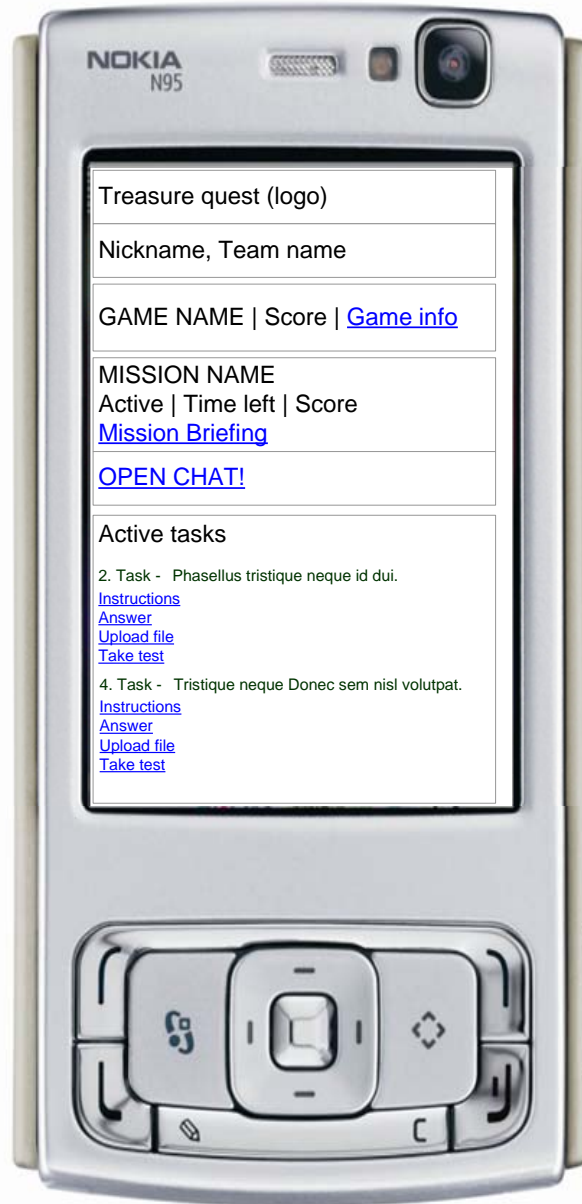 NOKIA
N95
Treasure quest (logo)
Nickname, Team name
GAME NAME | Score | Game info
MISSION NAME
Active | Time left | Score
Mission Briefing
OPEN CHAT!
Active tasks
2. Task - Phasellus tristique neque id dui.
Instructions
Answer
Upload file
Take test
4. Task - Tristique neque Donec sem nisl volutpat.
Instructions
Answer
Upload file
Take test
C